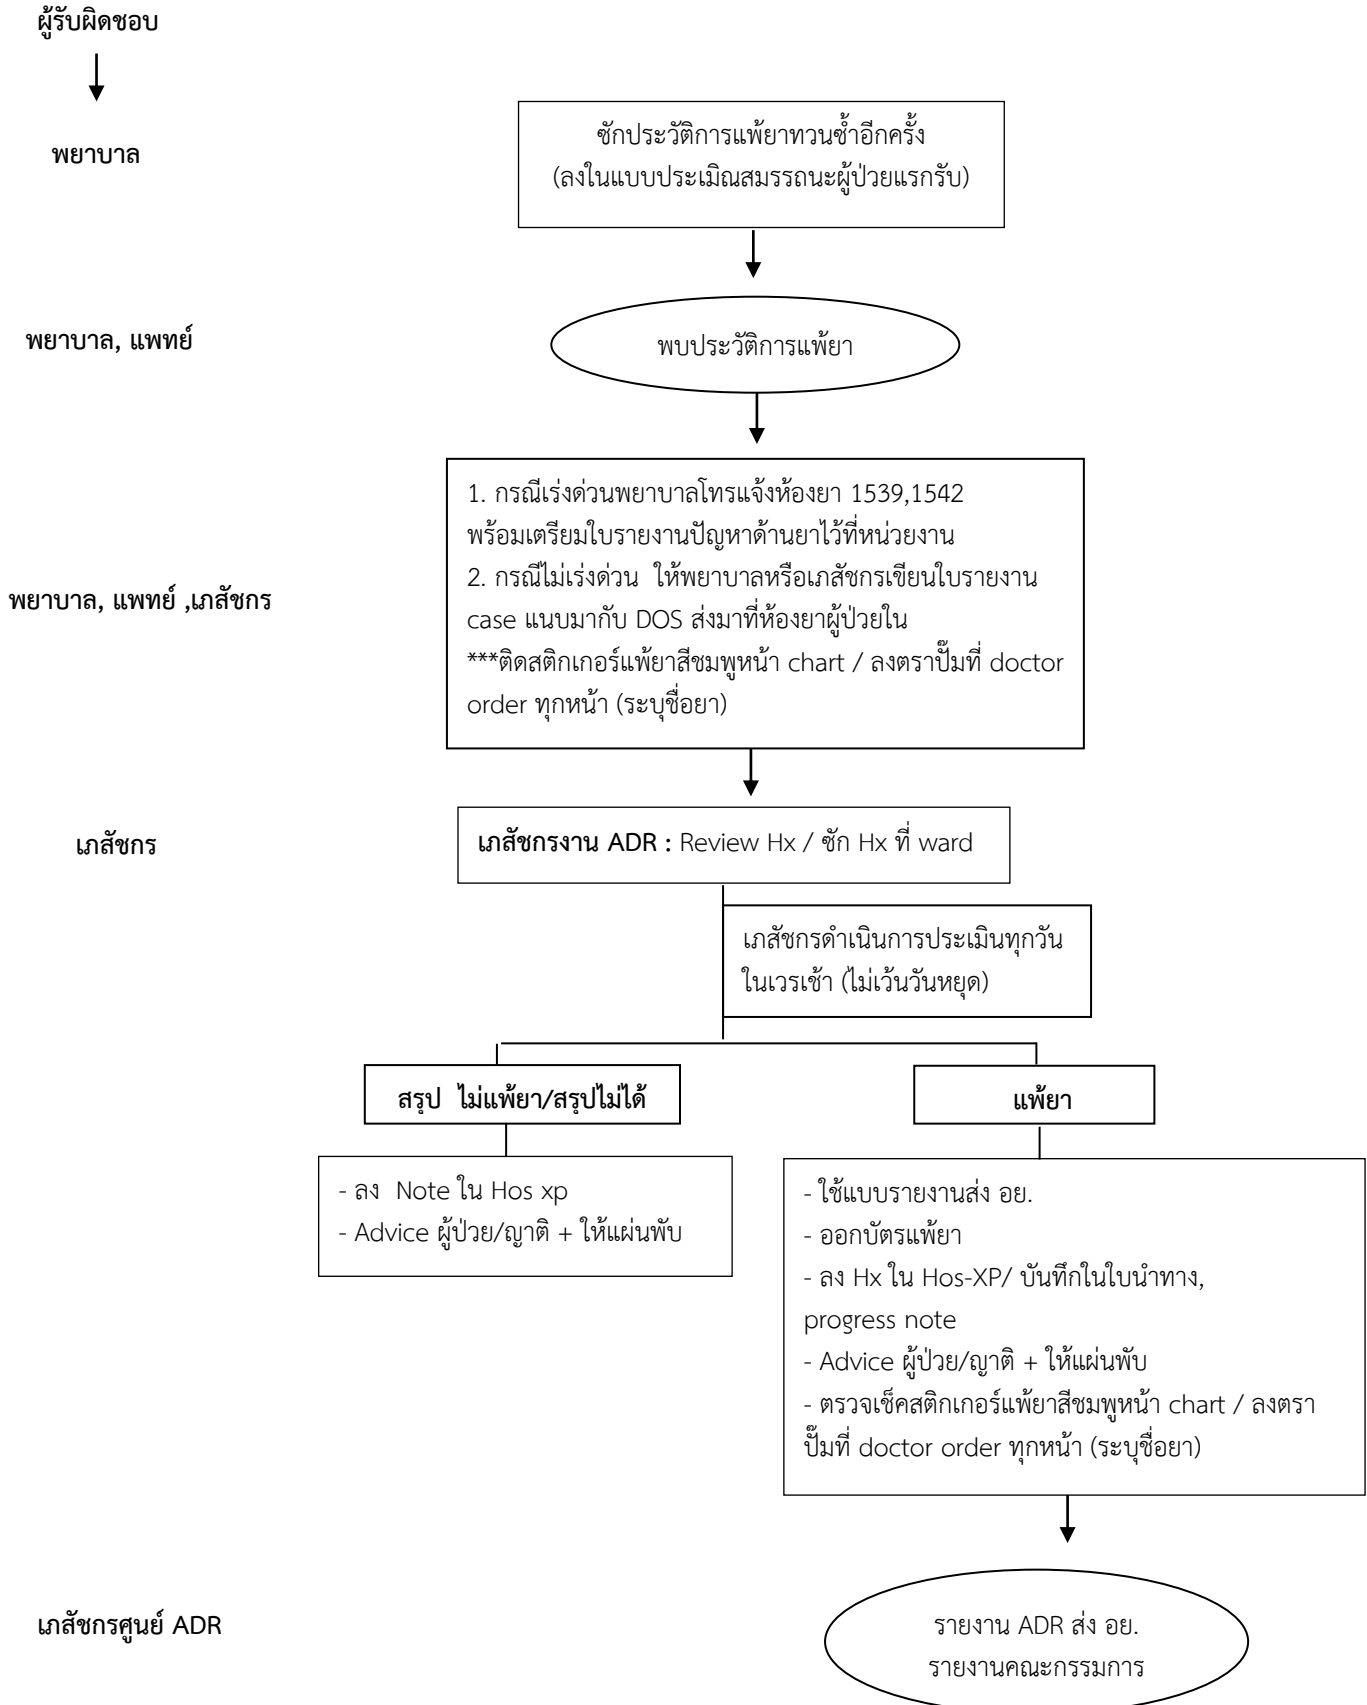 ผู้รับผิดชอบ
พยาบาล
ซักประวัติการแพ้ยาทวนซ้ำอีกครั้ง
(ลงในแบบประเมิณสมรรถนะผู้ป่วยแรกรับ)
พยาบาล, แพทย์
พบประวัติการแพ้ยา
พยาบาล, แพทย์ ,เภสัชกร
1. กรณีเร่งด่วนพยาบาลโทรแจ้งห้องยา 1539,1542
พร้อมเตรียมใบรายงานปัญหาด้านยาไว้ที่หน่วยงาน
2. กรณีไม่เร่งด่วน ให้พยาบาลหรือเภสัชกรเขียนใบรายงาน
case แนบมากับ DOS ส่งมาที่ห้องยาผู้ป่วยใน
***ติดสติกเกอร์แพ้ยาสีชมพูหน้า chart / ลงตราปั๊มที่ doctor
order ทุกหน้า (ระบุชื่อยา)
เภสัชกร
เภสัชกรงาน ADR : Review Hx / ซัก Hx ที่ ward
เภสัชกรดำเนินการประเมินทุกวัน
ในเวรเช้า (ไม่เว้นวันหยุด)
สรุป ไม่แพ้ยา/สรุปไม่ได้
- ลง Note ใน Hos xp
- Advice ผู้ป่วย/ญาติ + ให้แผ่นพับ
แพ้ยา
- ใช้แบบรายงานส่ง อย.
- ออกบัตรแพ้ยา
- ลง Hx ใน Hos-XP/ บันทึกในใบนำทาง,
progress note
- Advice ผู้ป่วย/ญาติ + ให้แผ่นพับ
- ตรวจเช็คสติกเกอร์แพ้ยาสีชมพูหน้า chart / ลงตรา
ปั๊มที่ doctor order ทุกหน้า (ระบุชื่อยา)
เภสัชกรศูนย์ ADR
รายงาน ADR ส่ง อย.
รายงานคณะกรรมการ